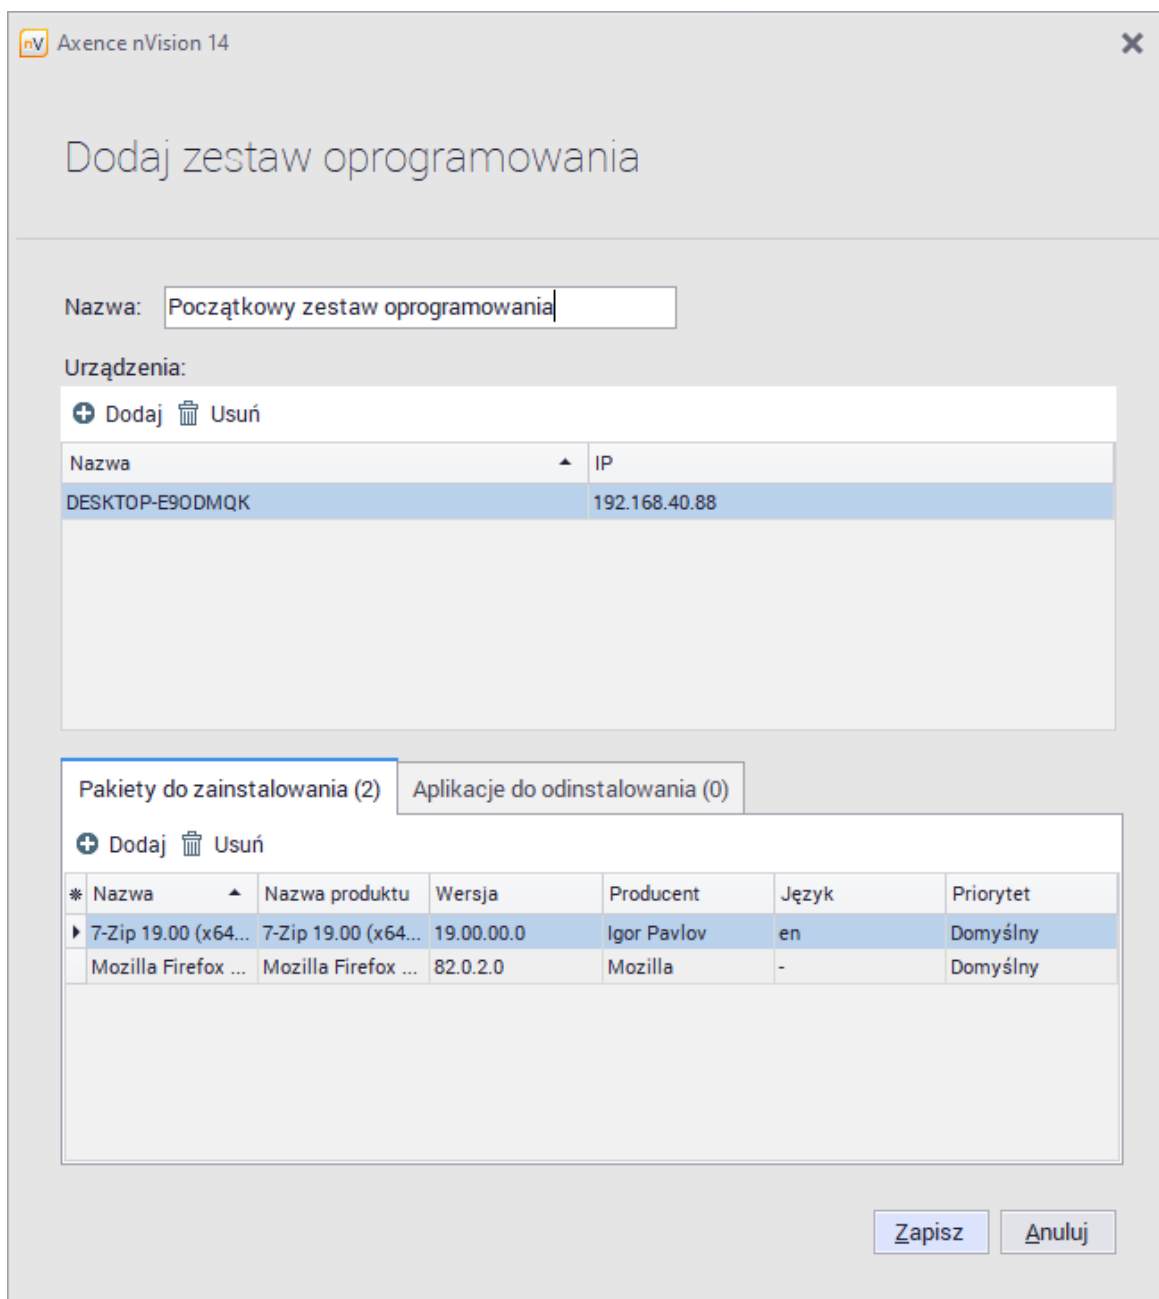 nV Axence nVision 14
Dodaj zestaw oprogramowania
Nazwa: Początkowy zestaw oprogramowania
Urządzenia:
Dodaj Usuń
Nazwa IP
DESKTOP-E9ODMQK 192.168.40.88
Pakiety do zainstalowania (2) Aplikacje do odinstalowania (0)
Dodaj Usuń
Nazwa Nazwa produktu Wersja Producent Język Priorytet
7-Zip 19.00 (x64... 7-Zip 19.00 (x64... 19.00.00.0 Igor Pavlov en Domyślny
Mozilla Firefox ... Mozilla Firefox ... 82.0.2.0 Mozilla - Domyślny
Zapisz Anuluj